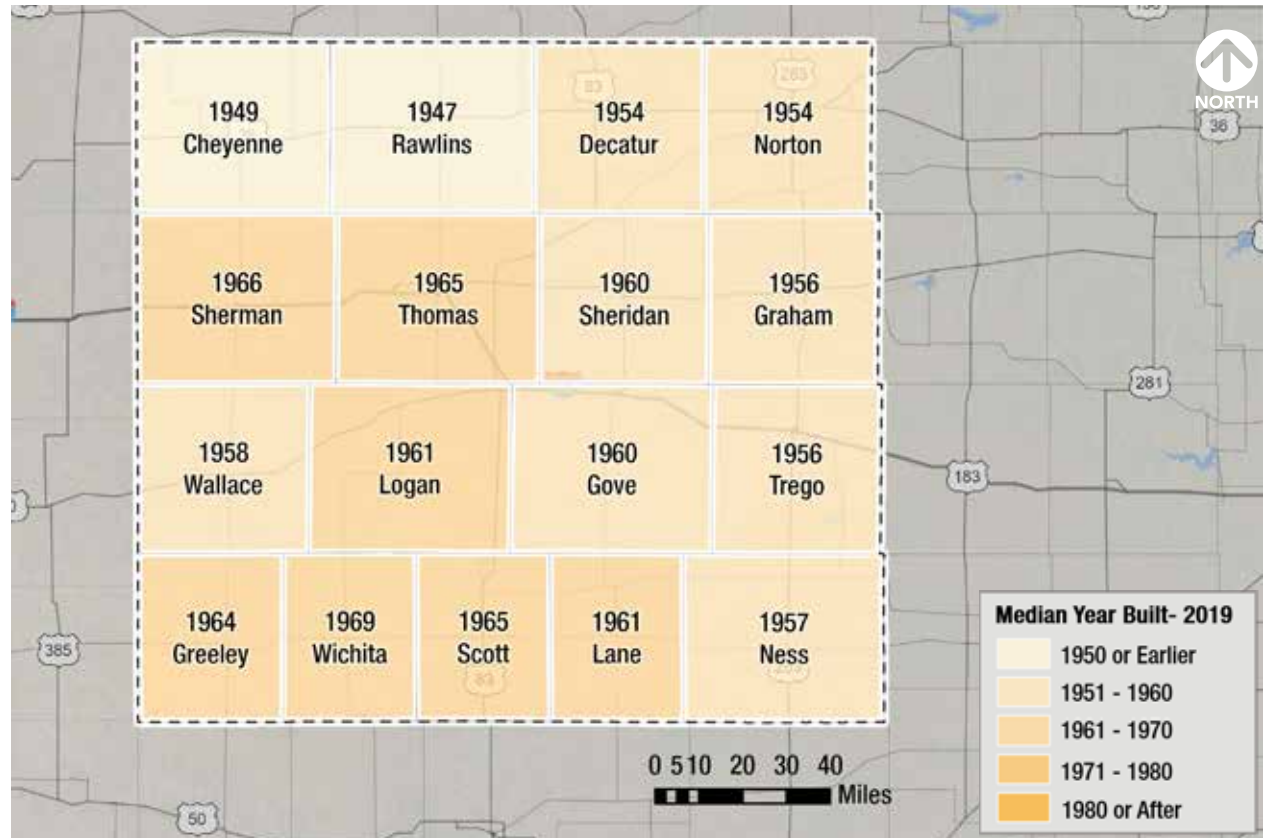 NORTH
1949
Cheyenne
1947
Rawlins
1954
Decatur
1954
Norton
1966
Sherman
1965
Thomas
1960
Sheridan
1956
Graham
1958
Wallace
1961
Logan
1960
Gove
1956
Trego
1964
Greeley
1969
Wichita
1965
Scott
1961
Lane
1957
Ness
83
283
36
281
183
385
83
50
0 5 10 20 30 40
Miles
Median Year Built- 2019
1950 or Earlier
1951 - 1960
1961 - 1970
1971 - 1980
1980 or After